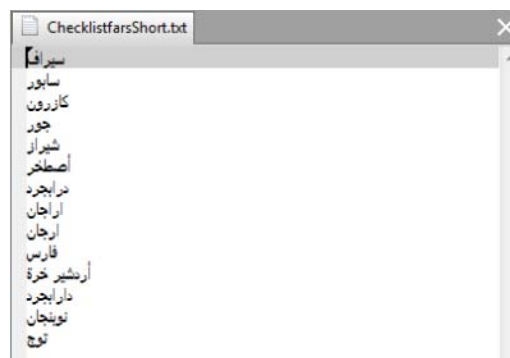 ChecklistfarsShort.txt
سيراف
سابور
كازرون
جور
شيراز
أصطخر
درابجرد
اراجان
ارجان
فارس
أردشير خرة
دارابجرد
نوبنجان
توج